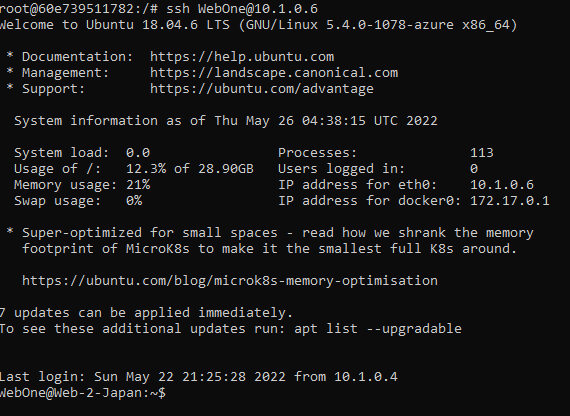 root@60e739511782:/# ssh WebOne@10.1.0.6
Welcome to Ubuntu 18.04.6 LTS (GNU/Linux 5.4.0-1078-azure x86_64)
* Documentation: https://help.ubuntu.com
* Management: https://landscape.canonical.com
* Support: https://ubuntu.com/advantage
System information as of Thu May 26 04:38:15 UTC 2022
System load: 0.0 Processes: 113
Usage of /: 12.3% of 28.90GB Users logged in: 0
Memory usage: 21% IP address for eth0: 10.1.0.6
Swap usage: 0% IP address for docker0: 172.17.0.1
* Super-optimized for small spaces - read how we shrank the memory
footprint of MicroK8s to make it the smallest full K8s around.
https://ubuntu.com/blog/microk8s-memory-optimisation
7 updates can be applied immediately.
To see these additional updates run: apt list --upgradable
Last login: Sun May 22 21:25:28 2022 from 10.1.0.4
WebOne@Web-2-Japan:~$